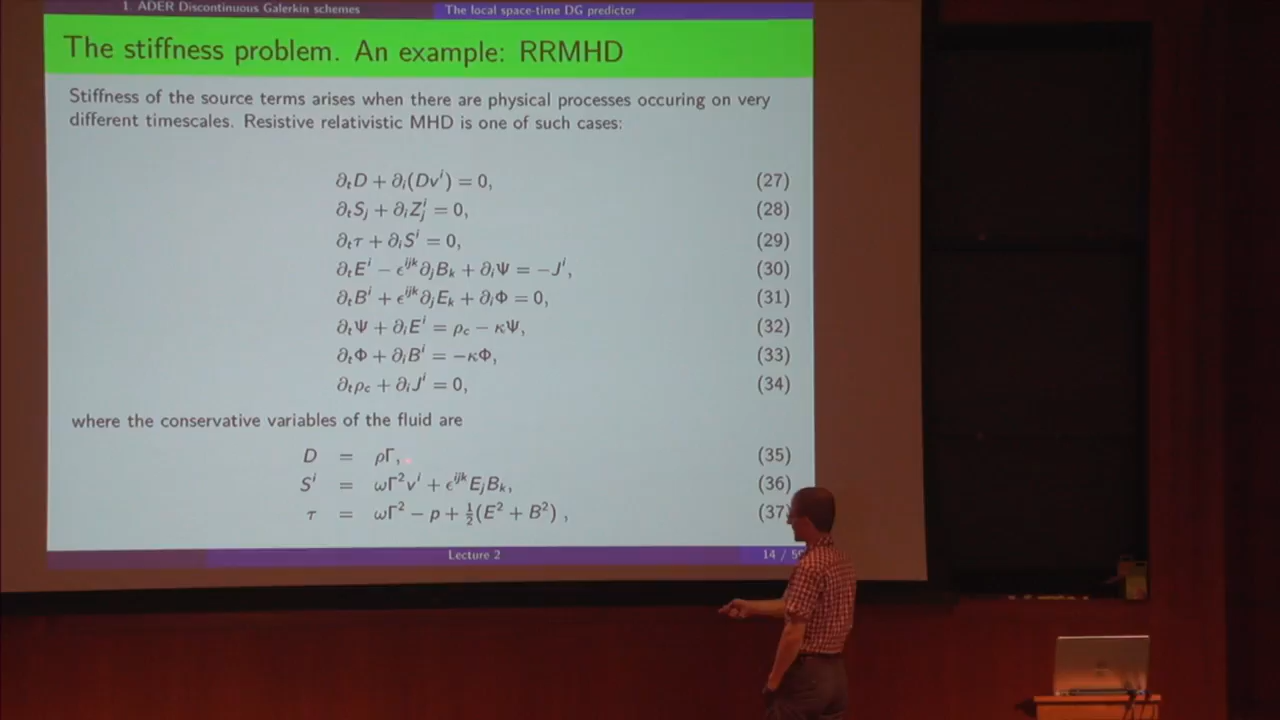 1. ADER Discontinuous Galerkin schemes The local space-time DG predictor
The stiffness problem. An example: RRMHD
Stiffness of the source terms arises when there are physical processes occuring on very
different timescales. Resistive relativistic MHD is one of such cases:
∂ₜD + ∂ᵢ(Dvⁱ) = 0, (27)
∂ₜSⱼ + ∂ᵢZⱼⁱ = 0, (28)
∂ₜτ + ∂ᵢSⁱ = 0, (29)
∂ₜEⁱ − ϵⁱʲᵏ∂ⱼBₖ + ∂ᵢΨ = −Jⁱ, (30)
∂ₜBⁱ + ϵⁱʲᵏ∂ⱼEₖ + ∂ᵢΦ = 0, (31)
∂ₜΨ + ∂ᵢEⁱ = ρ_c − κΨ, (32)
∂ₜΦ + ∂ᵢBⁱ = −κΦ, (33)
∂ₜρ_c + ∂ᵢJⁱ = 0, (34)
where the conservative variables of the fluid are
D = ρΓ, (35)
Sⁱ = ωΓ²vⁱ + ϵⁱʲᵏEⱼBₖ, (36)
τ = ωΓ² − p + ½(E² + B²) , (37)
Lecture 2 14 / 5